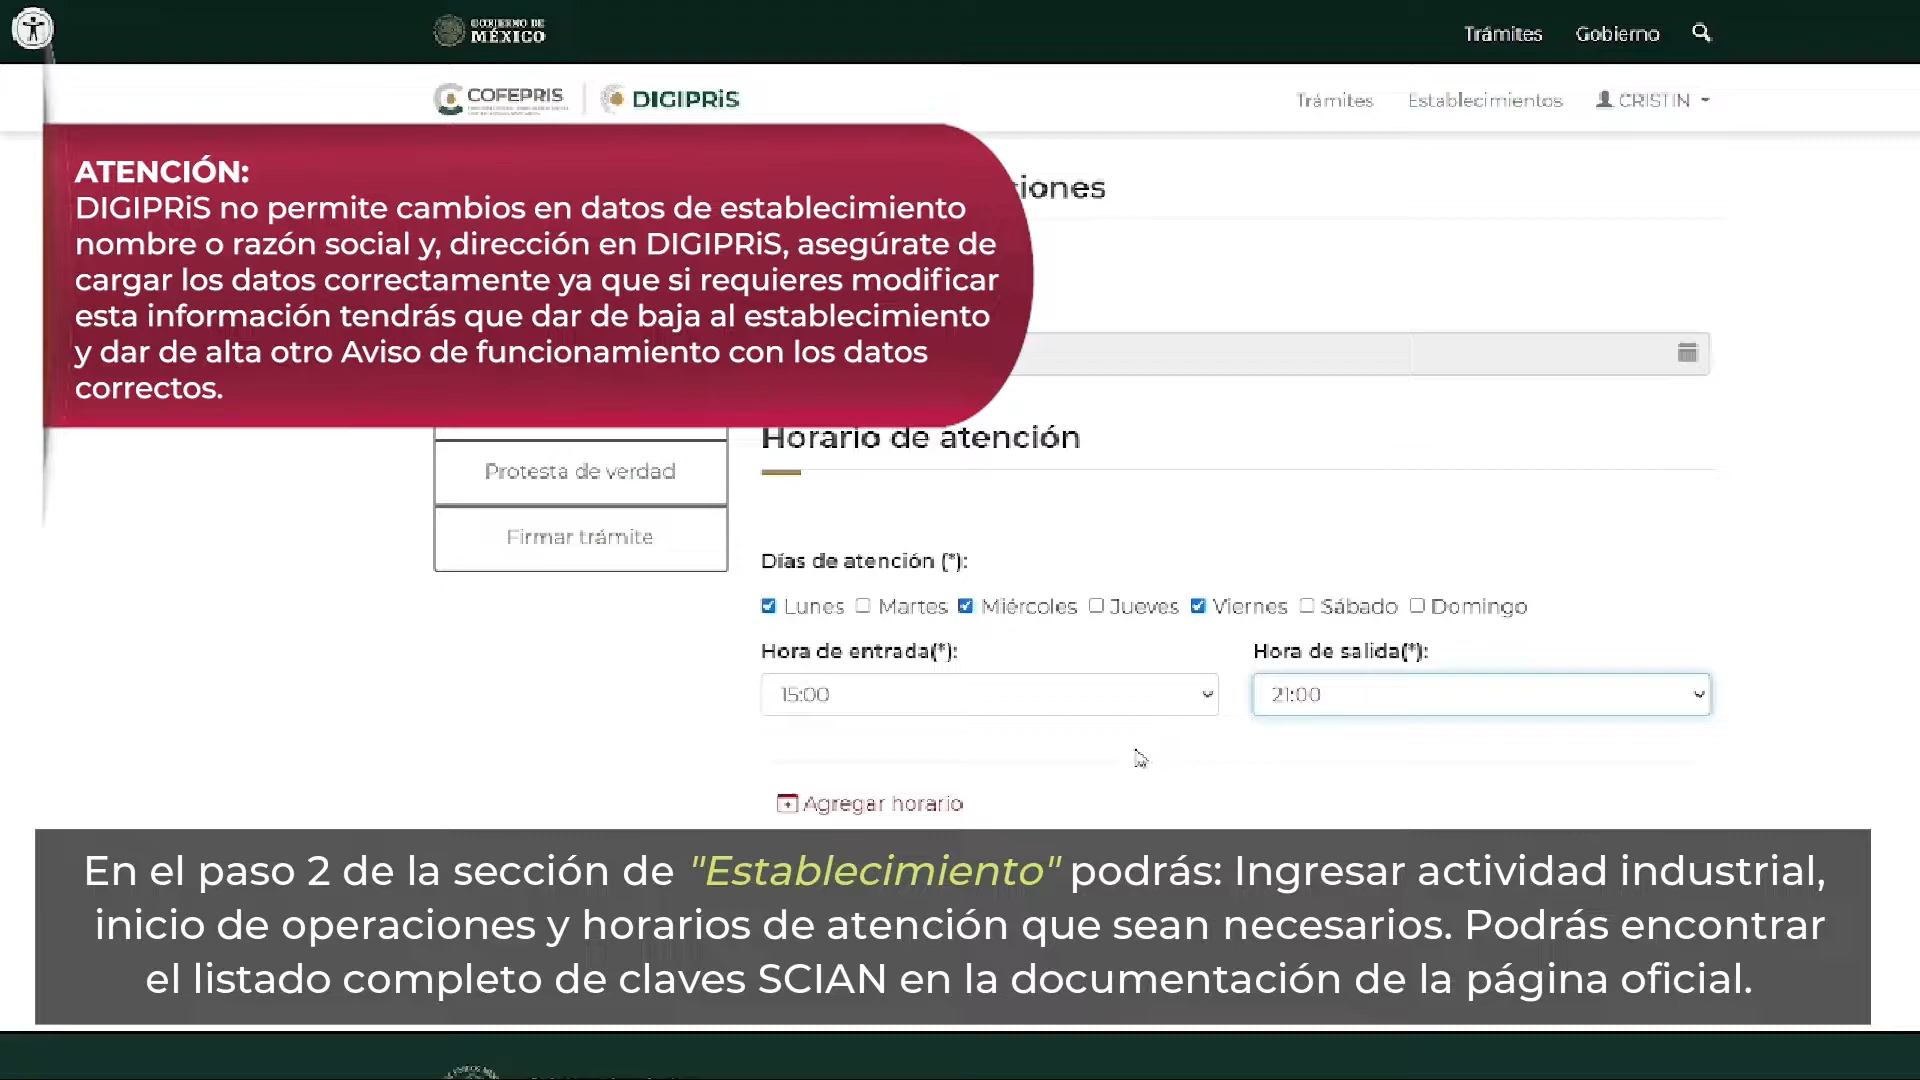 GOBIERNO DE
MÉXICO
Trámites
Gobierno
COFEPRIS
DIGIPRiS
Trámites
Establecimientos
CRISTIN
ATENCIÓN:
DIGIPRiS no permite cambios en datos de establecimiento
nombre o razón social y, dirección en DIGIPRiS, asegúrate de
cargar los datos correctamente ya que si requieres modificar
esta información tendrás que dar de baja al establecimiento
y dar de alta otro Aviso de funcionamiento con los datos
correctos.
iones
Horario de atención
Protesta de verdad
Firmar trámite
Días de atención (*):
Lunes Martes Miércoles Jueves Viernes Sábado Domingo
Hora de entrada(*):
Hora de salida(*):
15:00
21:00
Agregar horario
En el paso 2 de la sección de "Establecimiento" podrás: Ingresar actividad industrial,
inicio de operaciones y horarios de atención que sean necesarios. Podrás encontrar
el listado completo de claves SCIAN en la documentación de la página oficial.